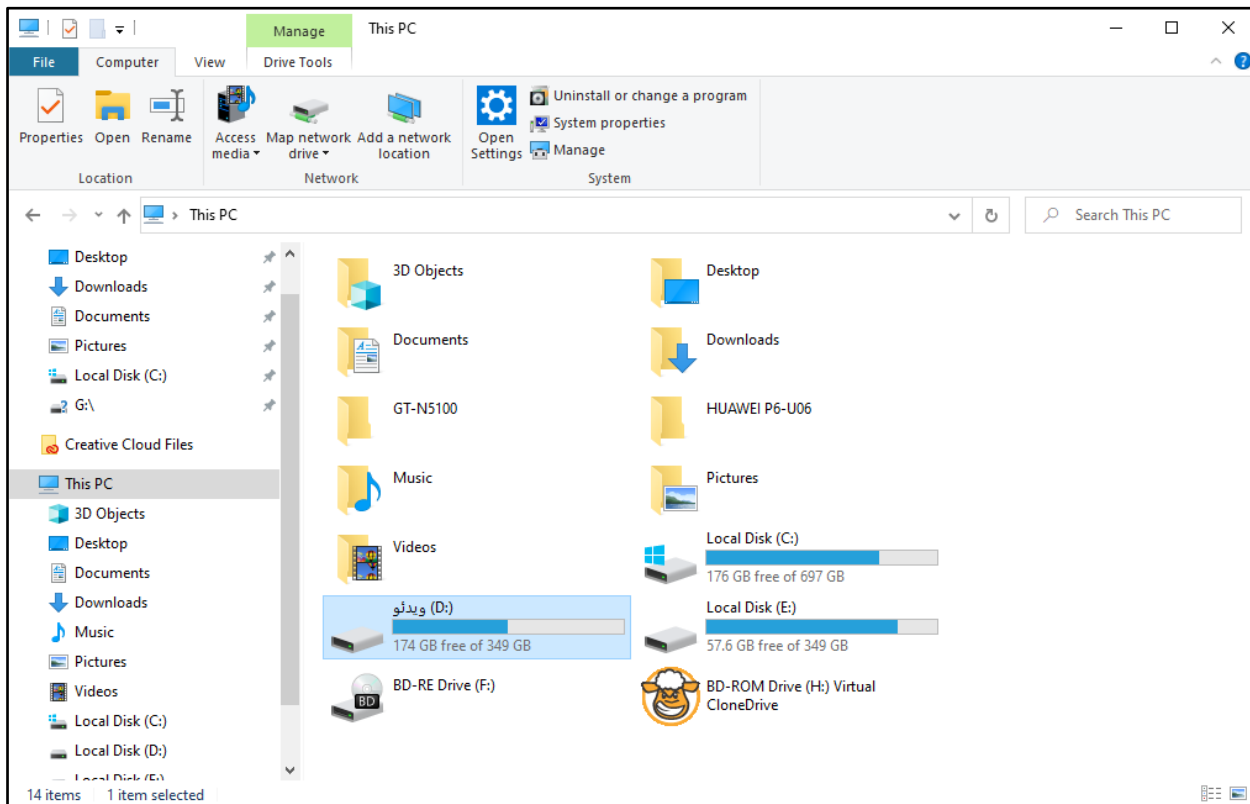 Manage
This PC
File
Computer
View
Drive Tools
Properties
Open
Rename
Access media
Map network drive
Add a network location
Open Settings
Uninstall or change a program
System properties
Manage
Location
Network
System
This PC
Search This PC
Desktop
Downloads
Documents
Pictures
Local Disk (C:)
G:\
Creative Cloud Files
This PC
3D Objects
Desktop
Documents
Downloads
Music
Pictures
Videos
Local Disk (C:)
Local Disk (D:)
Local Disk (E:)
3D Objects
Desktop
Documents
Downloads
GT-N5100
HUAWEI P6-U06
Music
Pictures
Videos
Local Disk (C:)
176 GB free of 697 GB
ویدئو (D:)
174 GB free of 349 GB
Local Disk (E:)
57.6 GB free of 349 GB
BD-RE Drive (F:)
BD
BD-ROM Drive (H:) Virtual
CloneDrive
14 items
1 item selected